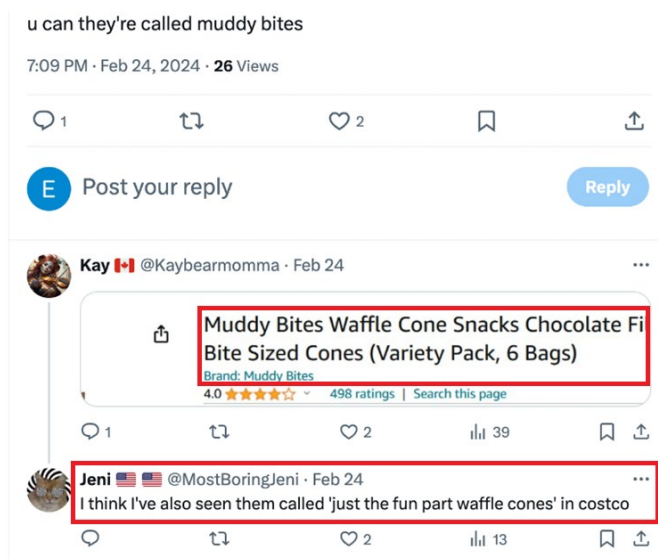 u can they're called muddy bites
7:09 PM · Feb 24, 2024 · 26 Views
1 2
E Post your reply Reply
Kay 🇨🇦 @Kaybearmomma · Feb 24 ...
Muddy Bites Waffle Cone Snacks Chocolate Fi
Bite Sized Cones (Variety Pack, 6 Bags)
Brand: Muddy Bites
4.0 498 ratings | Search this page
1 2 39
Jeni 🇺🇸 🇺🇸 @MostBoringJeni · Feb 24 ...
I think I've also seen them called 'just the fun part waffle cones' in costco
2 13